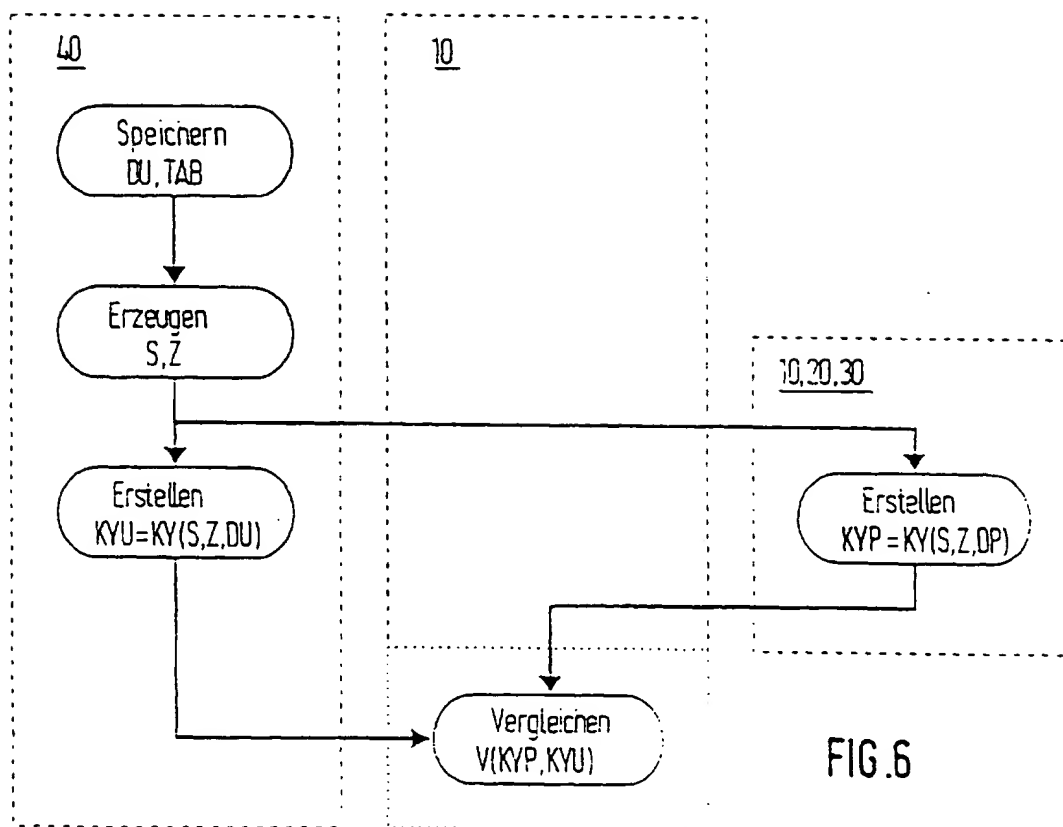 40
10
Speichern
DU, TAB
Erzeugen
S,Z
10,20,30
Erstellen
KYU=KY(S,Z,DU)
Erstellen
KYP=KY(S,Z,DP)
Vergleichen
V(KYP,KYU)
FIG.6